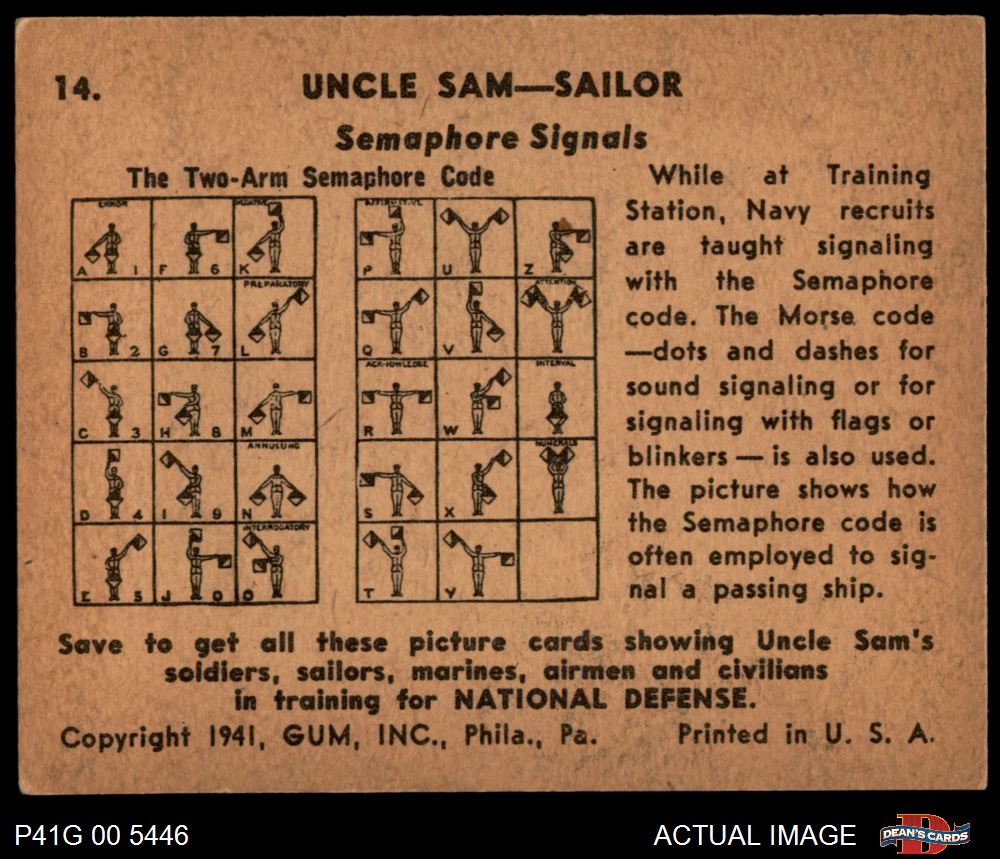 14.
UNCLE SAM—SAILOR
Semaphore Signals
The Two-Arm Semaphore Code
ERROR
NEGATIVE
A 1 F 6 K
PREPARATORY
B 2 G 7 L
C 3 H 8 M
ANNULLING
D 4 I 9 N
INTERROGATORY
E 5 J 0 O
AFFIRMATIVE
P U Z
ATTENTION
Q V
ACKNOWLEDGE
INTERVAL
R W
NUMERALS
S X
T Y
While at Training
Station, Navy recruits
are taught signaling
with the Semaphore
code. The Morse code
—dots and dashes for
sound signaling or for
signaling with flags or
blinkers — is also used.
The picture shows how
the Semaphore code is
often employed to sig-
nal a passing ship.
Save to get all these picture cards showing Uncle Sam's
soldiers, sailors, marines, airmen and civilians
in training for NATIONAL DEFENSE.
Copyright 1941, GUM, INC., Phila., Pa. Printed in U. S. A.
P41G 00 5446
ACTUAL IMAGE
D
DEAN'S CARDS